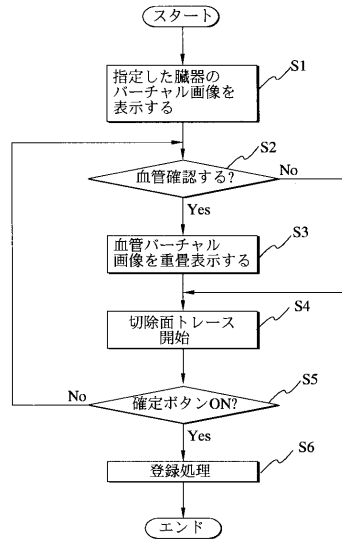 スタート
S1
指定した臓器の
バーチャル画像を
表示する
S2
血管確認する?
No
Yes
S3
血管バーチャル
画像を重畳表示する
S4
切除面トレース
開始
S5
確定ボタンON?
No
Yes
S6
登録処理
エンド